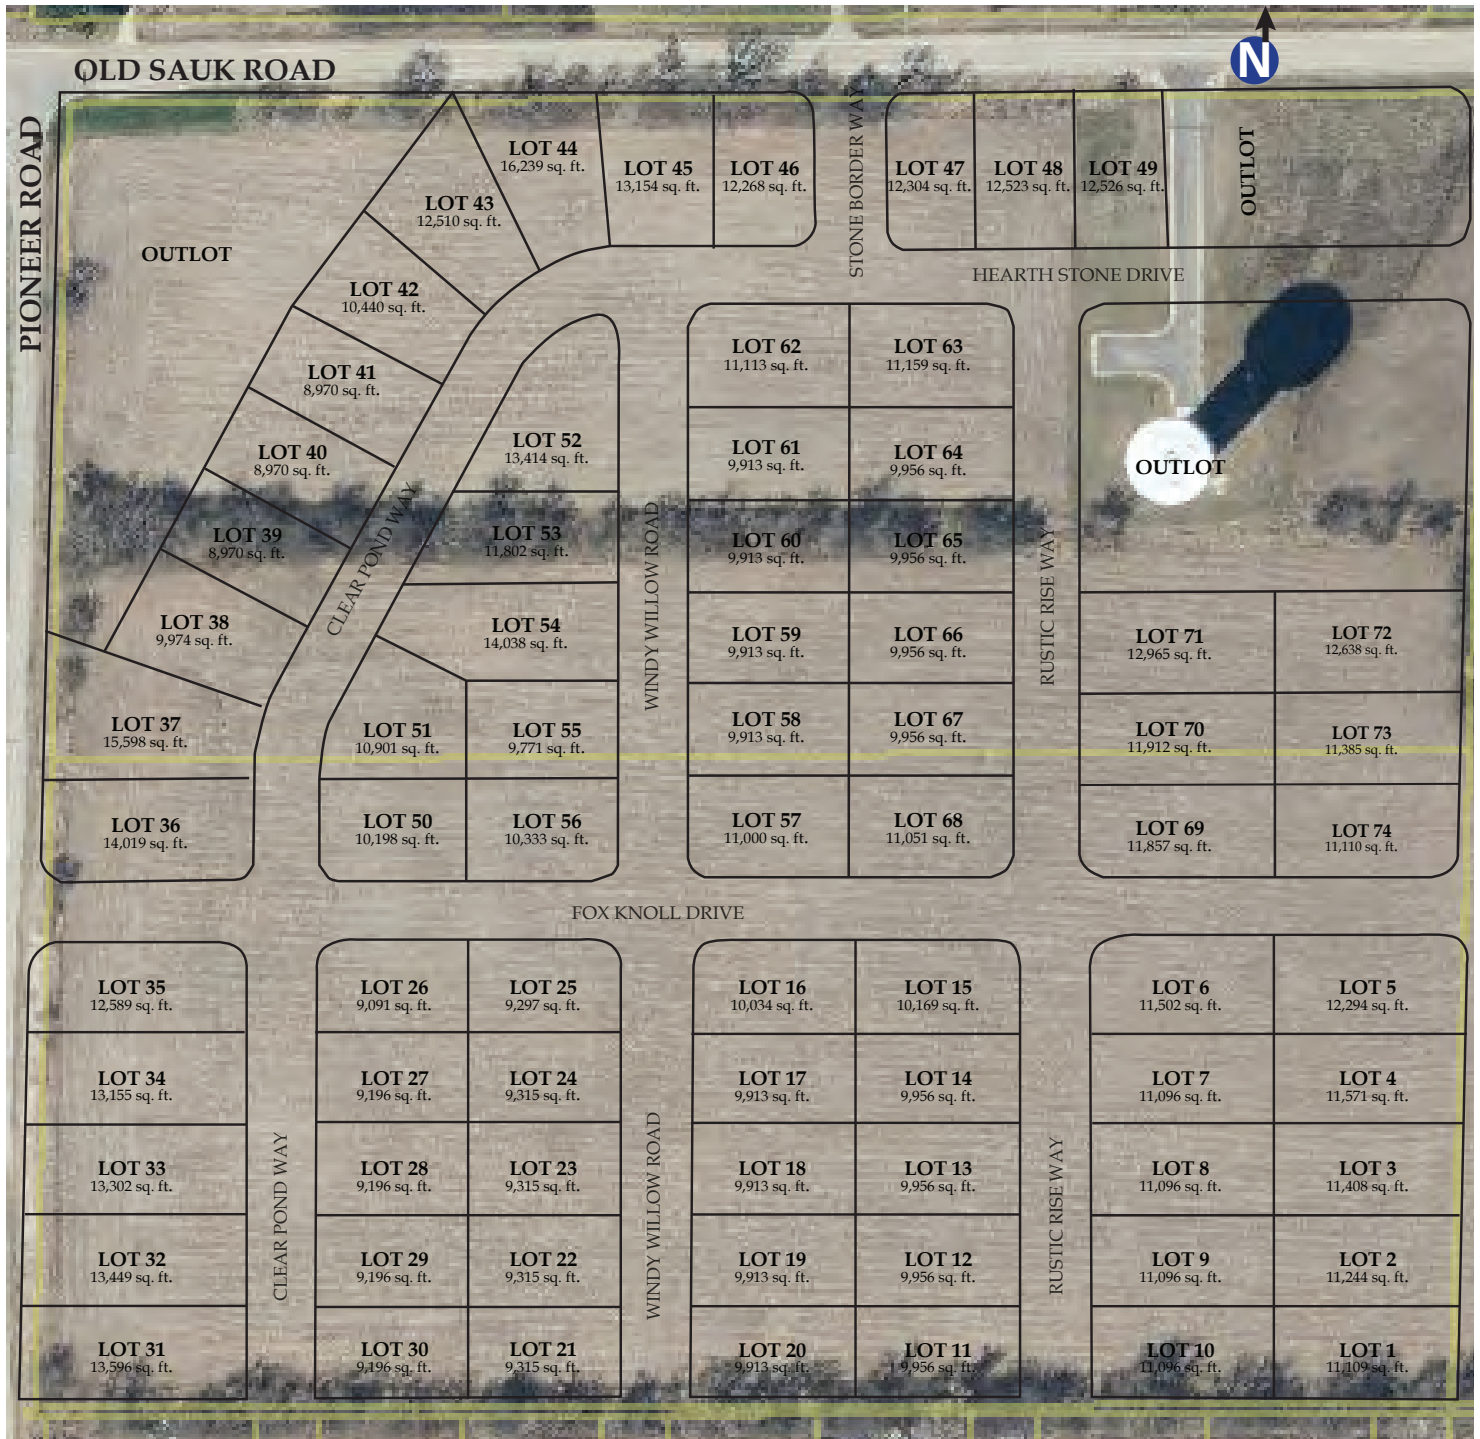 N
OLD SAUK ROAD
PIONEER ROAD
OUTLOT
LOT 44
16,239 sq. ft.
LOT 45
13,154 sq. ft.
LOT 46
12,268 sq. ft.
STONE BORDER WAY
LOT 47
12,304 sq. ft.
LOT 48
12,523 sq. ft.
LOT 49
12,526 sq. ft.
OUTLOT
LOT 43
12,510 sq. ft.
HEARTH STONE DRIVE
LOT 42
10,440 sq. ft.
LOT 41
8,970 sq. ft.
LOT 40
8,970 sq. ft.
LOT 39
8,970 sq. ft.
LOT 38
9,974 sq. ft.
LOT 37
15,598 sq. ft.
LOT 36
14,019 sq. ft.
CLEAR POND WAY
LOT 52
13,414 sq. ft.
LOT 53
11,802 sq. ft.
LOT 54
14,038 sq. ft.
LOT 51
10,901 sq. ft.
LOT 55
9,771 sq. ft.
LOT 50
10,198 sq. ft.
LOT 56
10,333 sq. ft.
WINDY WILLOW ROAD
LOT 62
11,113 sq. ft.
LOT 63
11,159 sq. ft.
LOT 61
9,913 sq. ft.
LOT 64
9,956 sq. ft.
LOT 60
9,913 sq. ft.
LOT 65
9,956 sq. ft.
LOT 59
9,913 sq. ft.
LOT 66
9,956 sq. ft.
LOT 58
9,913 sq. ft.
LOT 67
9,956 sq. ft.
LOT 57
11,000 sq. ft.
LOT 68
11,051 sq. ft.
RUSTIC RISE WAY
OUTLOT
LOT 71
12,965 sq. ft.
LOT 72
12,638 sq. ft.
LOT 70
11,912 sq. ft.
LOT 73
11,385 sq. ft.
LOT 69
11,857 sq. ft.
LOT 74
11,110 sq. ft.
FOX KNOLL DRIVE
LOT 35
12,589 sq. ft.
LOT 34
13,155 sq. ft.
LOT 33
13,302 sq. ft.
LOT 32
13,449 sq. ft.
LOT 31
13,596 sq. ft.
CLEAR POND WAY
LOT 26
9,091 sq. ft.
LOT 25
9,297 sq. ft.
LOT 27
9,196 sq. ft.
LOT 24
9,315 sq. ft.
LOT 28
9,196 sq. ft.
LOT 23
9,315 sq. ft.
LOT 29
9,196 sq. ft.
LOT 22
9,315 sq. ft.
LOT 30
9,196 sq. ft.
LOT 21
9,315 sq. ft.
WINDY WILLOW ROAD
LOT 16
10,034 sq. ft.
LOT 15
10,169 sq. ft.
LOT 17
9,913 sq. ft.
LOT 14
9,956 sq. ft.
LOT 18
9,913 sq. ft.
LOT 13
9,956 sq. ft.
LOT 19
9,913 sq. ft.
LOT 12
9,956 sq. ft.
LOT 20
9,913 sq. ft.
LOT 11
9,956 sq. ft.
RUSTIC RISE WAY
LOT 6
11,502 sq. ft.
LOT 5
12,294 sq. ft.
LOT 7
11,096 sq. ft.
LOT 4
11,571 sq. ft.
LOT 8
11,096 sq. ft.
LOT 3
11,408 sq. ft.
LOT 9
11,096 sq. ft.
LOT 2
11,244 sq. ft.
LOT 10
11,096 sq. ft.
LOT 1
11,109 sq. ft.